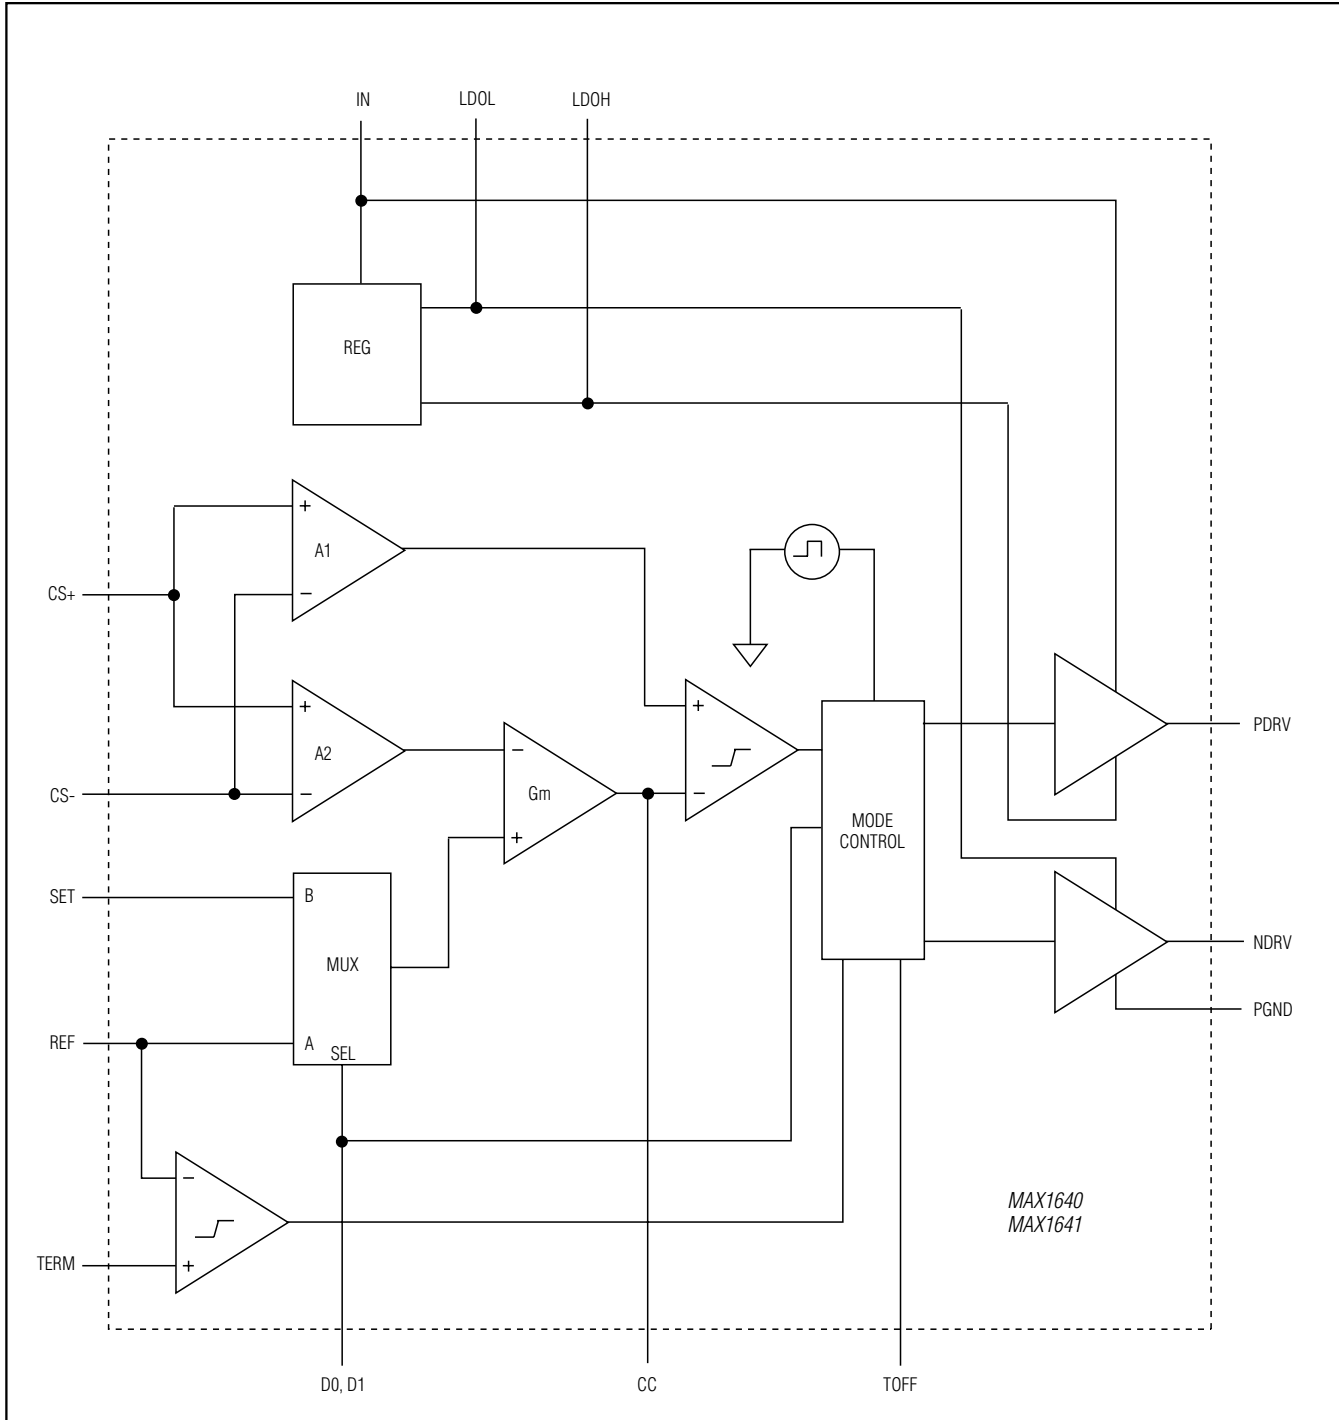 IN
LDOL
LDOH
REG
+
A1
CS+
−
+
+
PDRV
A2
−
CS-
−
Gm
−
MODE
CONTROL
+
SET
B
NDRV
MUX
PGND
REF
A
SEL
−
MAX1640
MAX1641
TERM
+
D0, D1
CC
TOFF